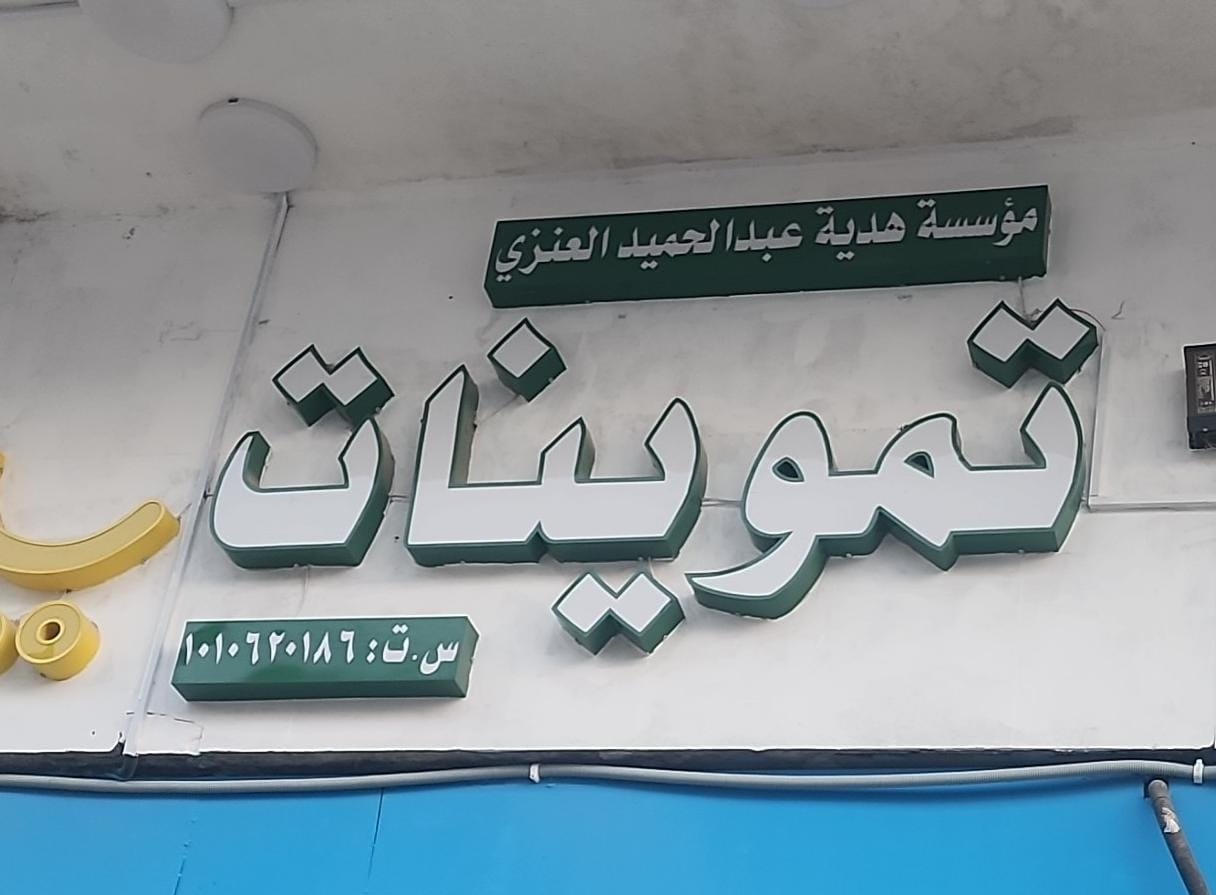 مؤسسة هدية عبدالحميد العنزي
تموينات
س.ت: ١٠١٠٦٢٠١٨٦